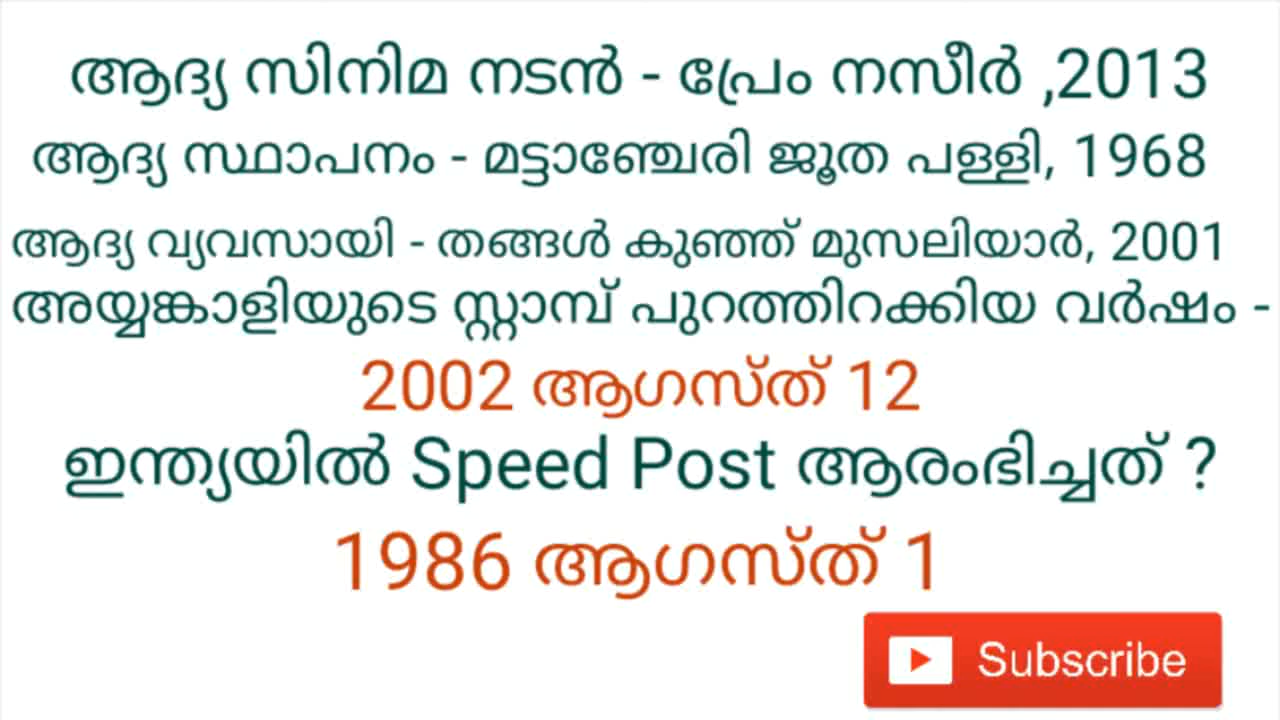 ആദ്യ സിനിമ നടൻ - പ്രേം നസീർ ,2013
ആദ്യ സ്ഥാപനം - മട്ടാഞ്ചേരി ജൂത പള്ളി, 1968
ആദ്യ വ്യവസായി - തങ്ങൾ കുഞ്ഞ് മുസലിയാർ, 2001
അയ്യങ്കാളിയുടെ സ്റ്റാമ്പ് പുറത്തിറക്കിയ വർഷം -
2002 ആഗസ്ത് 12
ഇന്ത്യയിൽ Speed Post ആരംഭിച്ചത് ?
1986 ആഗസ്ത് 1
Subscribe